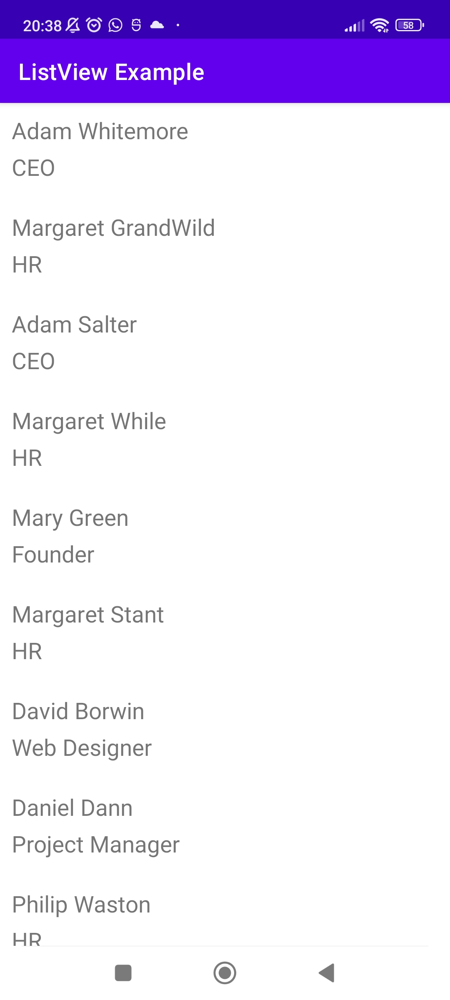 20:38
58
ListView Example
Adam Whitemore
CEO
Margaret GrandWild
HR
Adam Salter
CEO
Margaret While
HR
Mary Green
Founder
Margaret Stant
HR
David Borwin
Web Designer
Daniel Dann
Project Manager
Philip Waston
HR